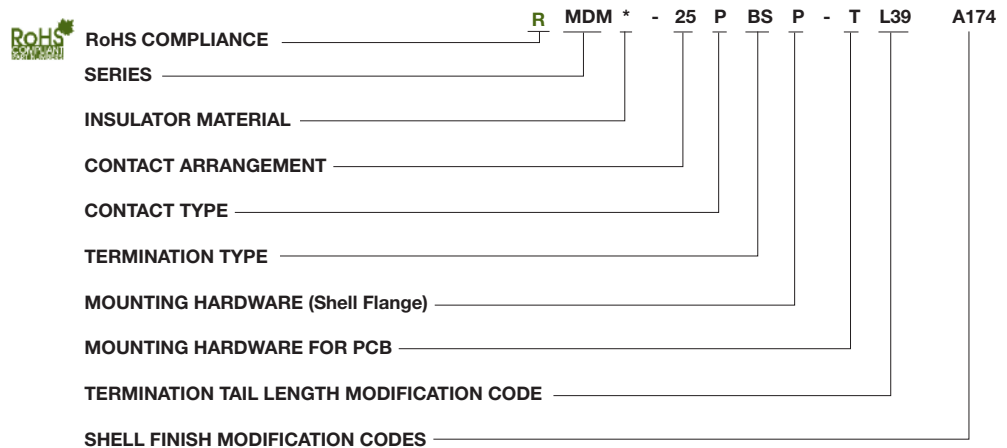 R MDM * - 25 P BS P - T L39 A174
RoHS
COMPLIANT
RoHS COMPLIANCE
SERIES
INSULATOR MATERIAL
CONTACT ARRANGEMENT
CONTACT TYPE
TERMINATION TYPE
MOUNTING HARDWARE (Shell Flange)
MOUNTING HARDWARE FOR PCB
TERMINATION TAIL LENGTH MODIFICATION CODE
SHELL FINISH MODIFICATION CODES